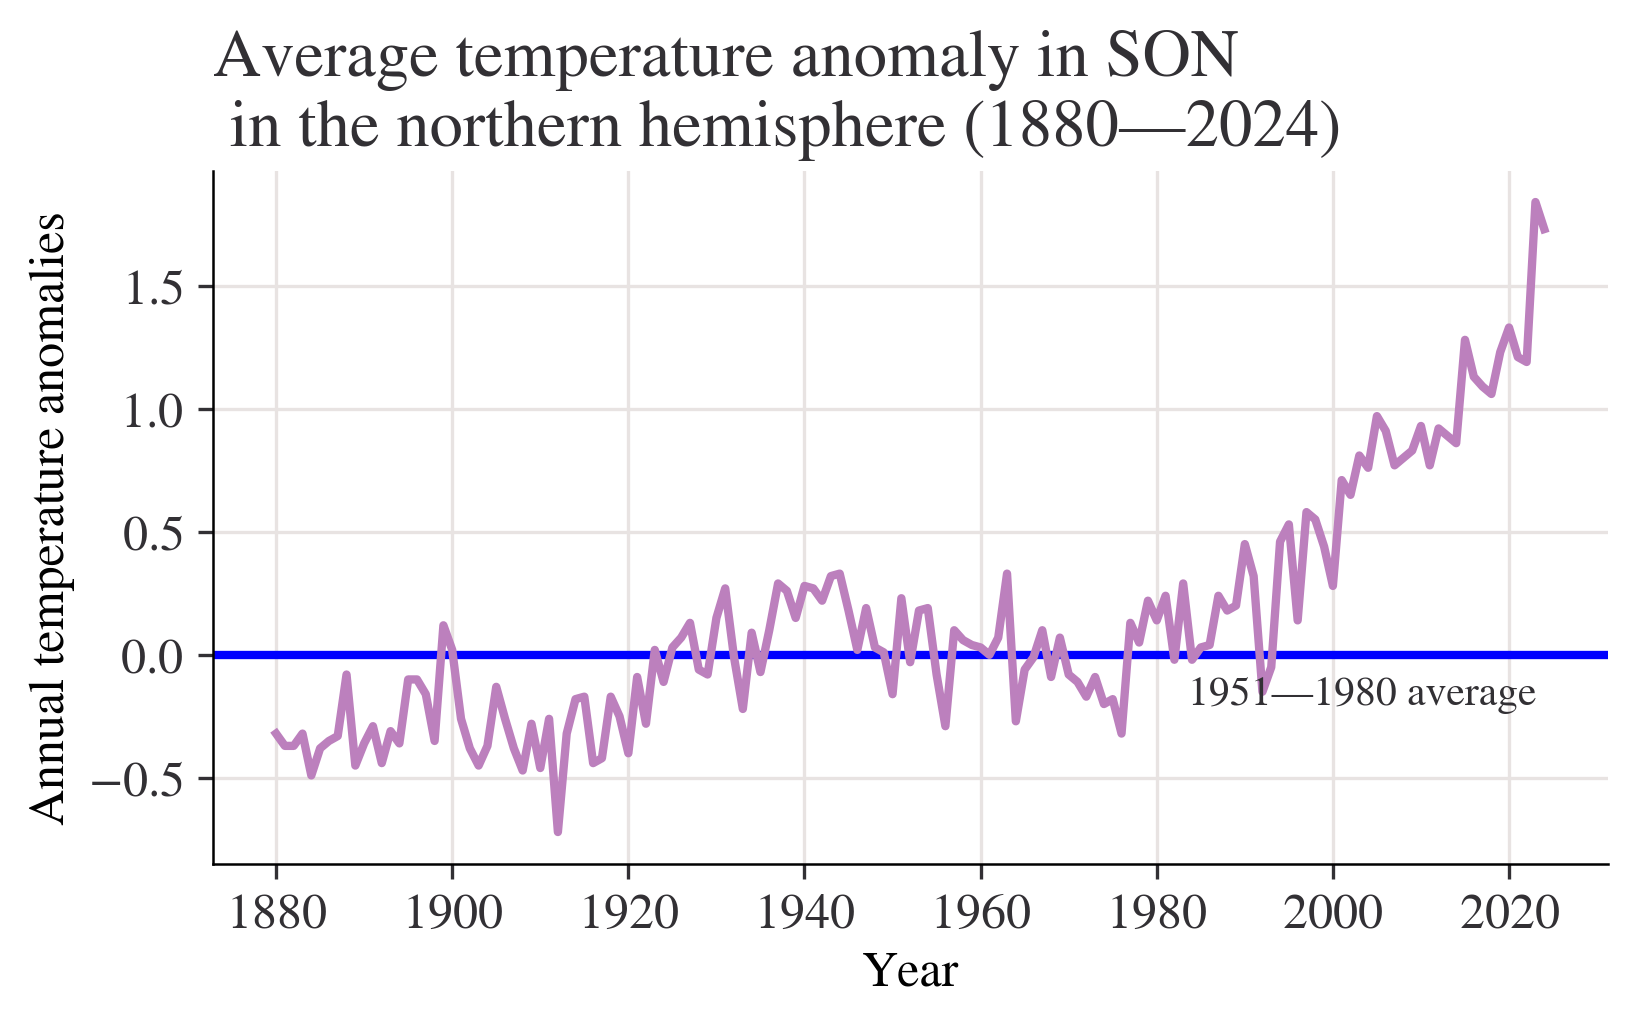 Average temperature anomaly in SON
in the northern hemisphere (1880—2024)
Annual temperature anomalies
1.5
1.0
0.5
0.0
−0.5
1951—1980 average
1880 1900 1920 1940 1960 1980 2000 2020
Year